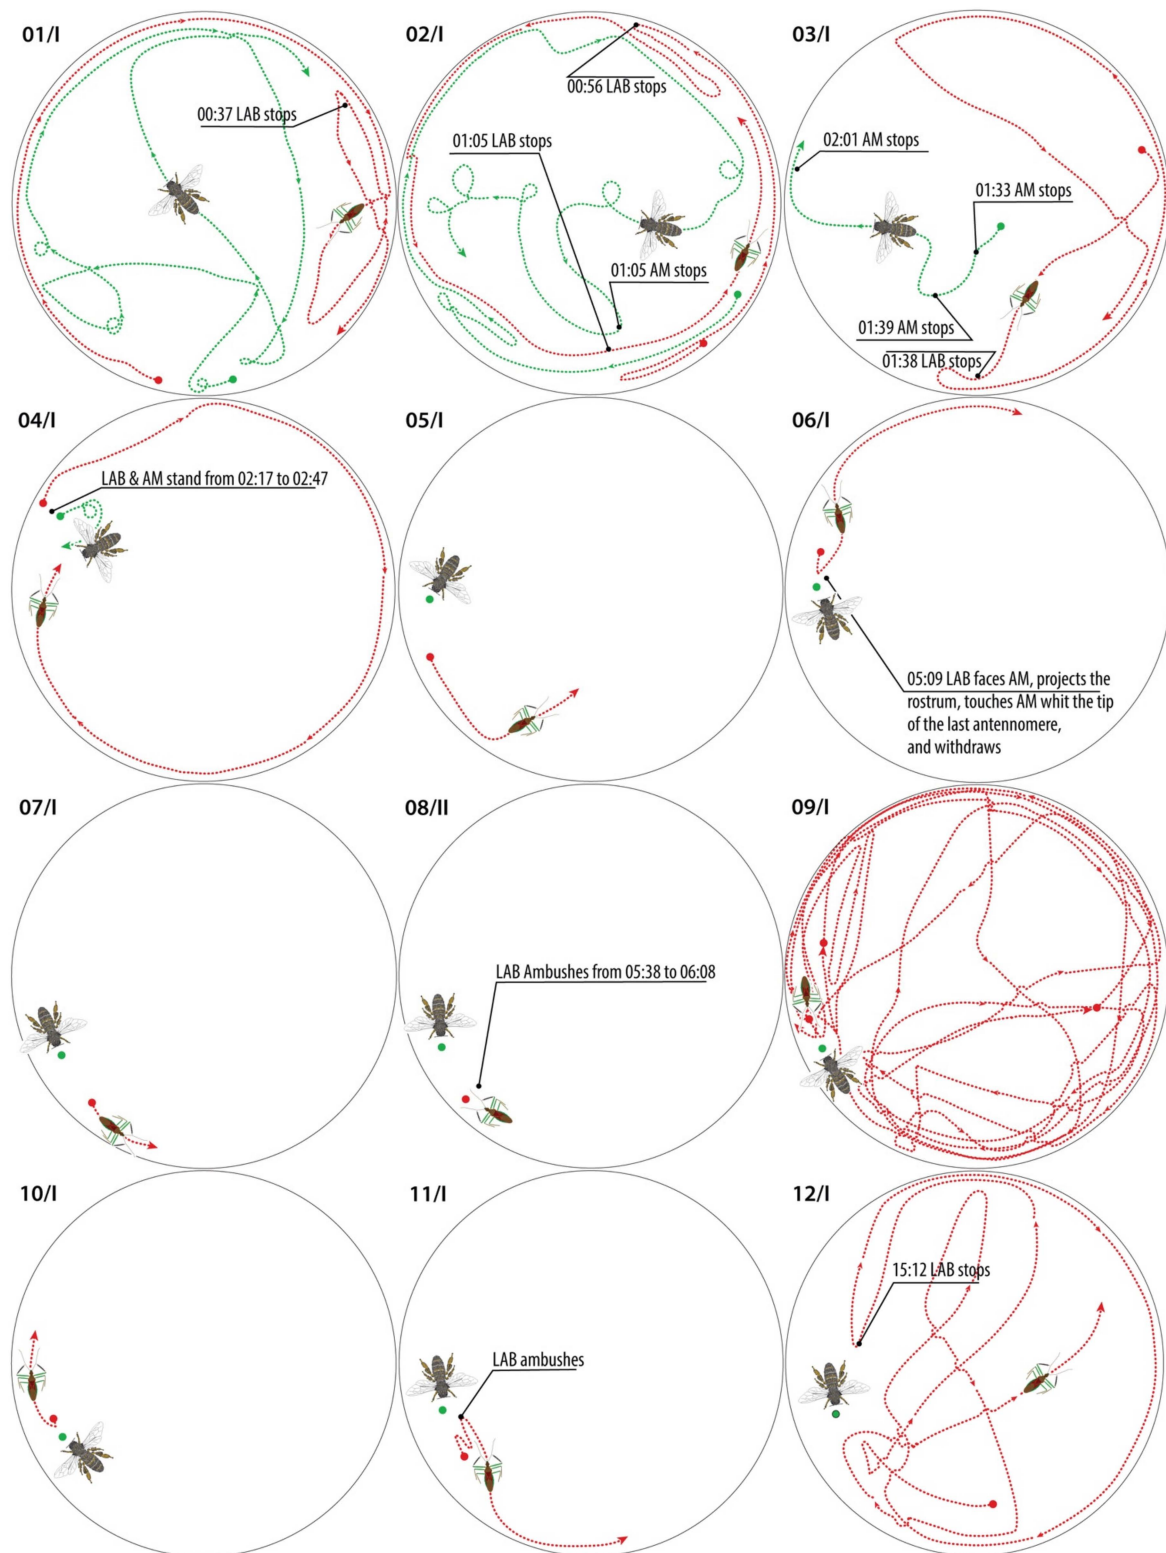 01/I
00:37 LAB stops
02/I
00:56 LAB stops
01:05 LAB stops
01:05 AM stops
03/I
02:01 AM stops
01:33 AM stops
01:39 AM stops
01:38 LAB stops
04/I
LAB & AM stand from 02:17 to 02:47
05/I
06/I
05:09 LAB faces AM, projects the
rostrum, touches AM whit the tip
of the last antennomere,
and withdraws
07/I
08/II
LAB Ambushes from 05:38 to 06:08
09/I
10/I
11/I
LAB ambushes
12/I
15:12 LAB stops